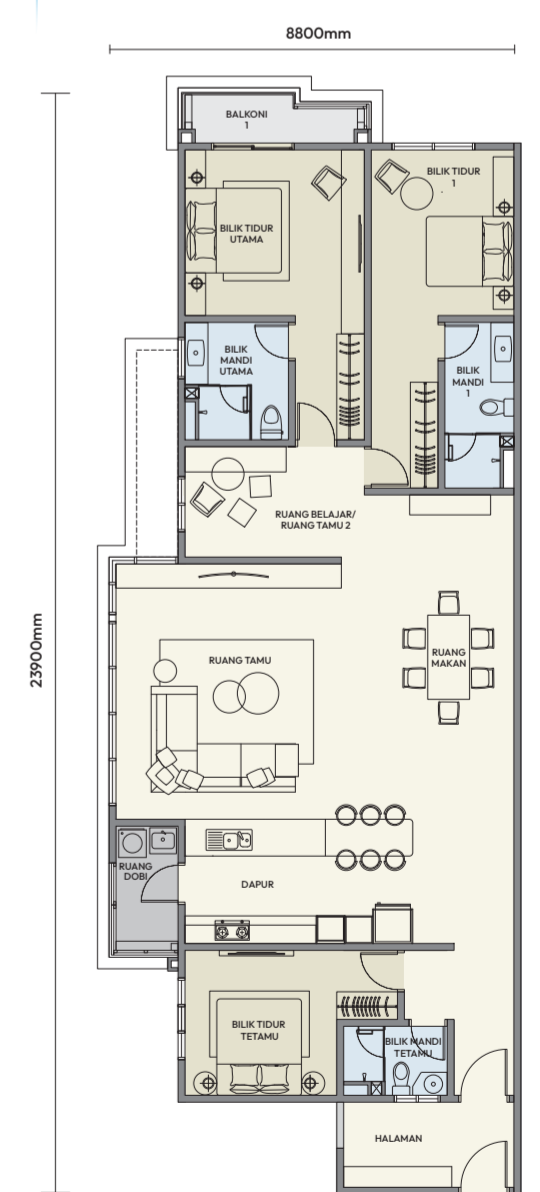 8800mm
BALKONI
1
BILIK TIDUR
1
BILIK TIDUR
UTAMA
BILIK
MANDI
UTAMA
BILIK
MANDI
1
RUANG BELAJAR/
RUANG TAMU 2
23900mm
RUANG TAMU
RUANG
MAKAN
RUANG
DOBI
DAPUR
BILIK TIDUR
TETAMU
BILIK MANDI
TETAMU
HALAMAN